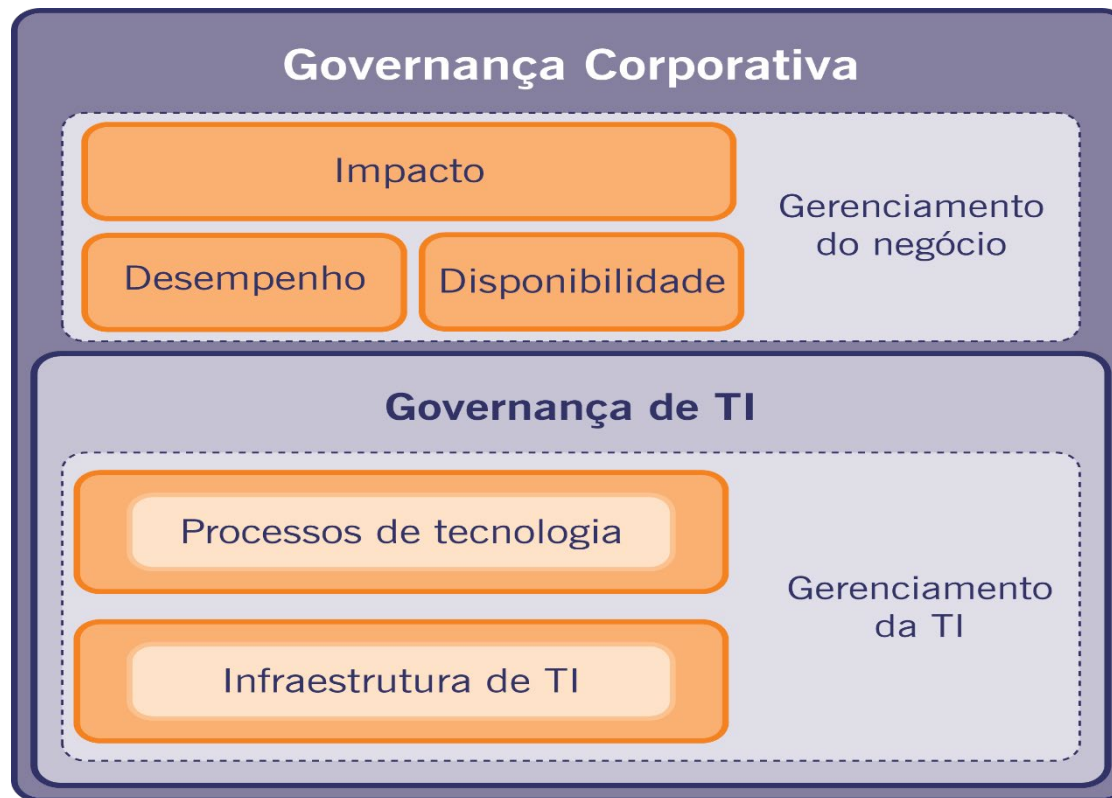 Governança Corporativa
Impacto
Desempenho
Disponibilidade
Gerenciamento
do negócio
Governança de TI
Processos de tecnologia
Infraestrutura de TI
Gerenciamento
da TI